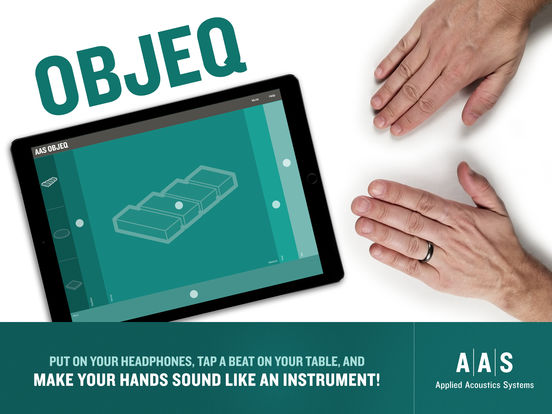 OBJEQ
AAS OBJEQ
PUT ON YOUR HEADPHONES, TAP A BEAT ON YOUR TABLE, AND
MAKE YOUR HANDS SOUND LIKE AN INSTRUMENT!
A|A|S
Applied Acoustics Systems